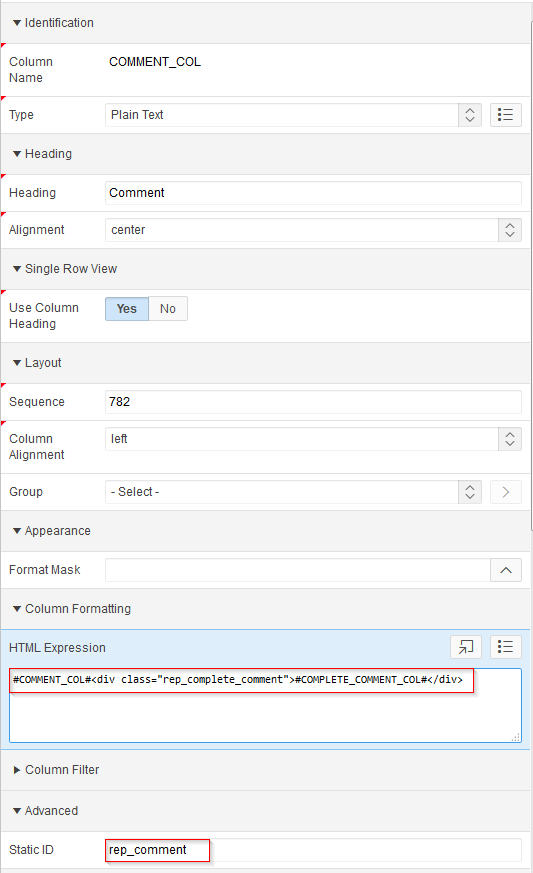 Identification
Column Name COMMENT_COL
Type Plain Text
Heading
Heading Comment
Alignment center
Single Row View
Use Column Heading Yes No
Layout
Sequence 782
Column Alignment left
Group - Select -
Appearance
Format Mask
Column Formatting
HTML Expression
#COMMENT_COL#<div class="rep_complete_comment">#COMPLETE_COMMENT_COL#</div>
Column Filter
Advanced
Static ID rep_comment